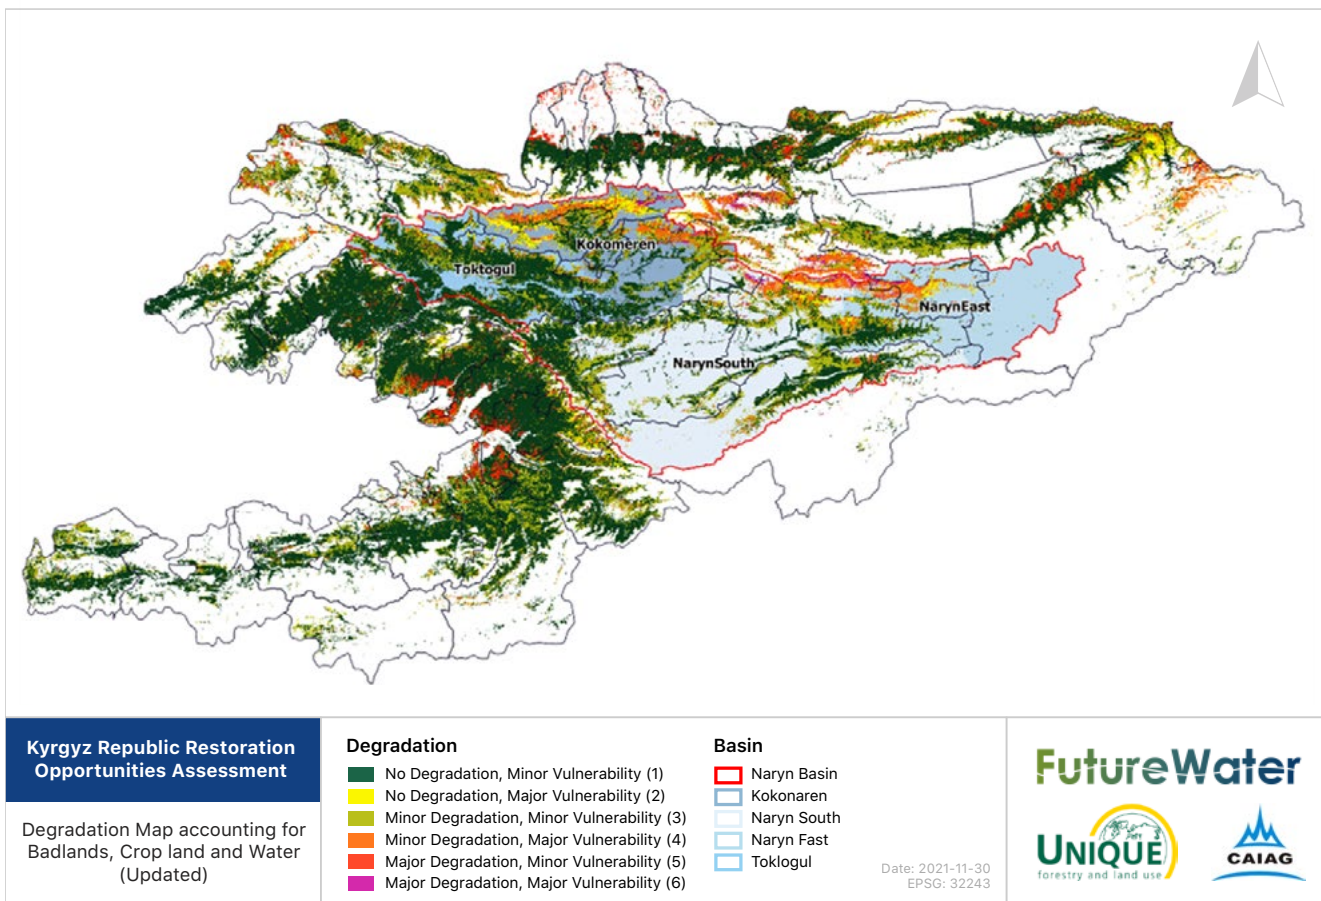 Kokomeren
Toktogul
NarynEast
NarynSouth
Kyrgyz Republic Restoration
Opportunities Assessment
Degradation Map accounting for
Badlands, Crop land and Water
(Updated)
Degradation
No Degradation, Minor Vulnerability (1)
No Degradation, Major Vulnerability (2)
Minor Degradation, Minor Vulnerability (3)
Minor Degradation, Major Vulnerability (4)
Major Degradation, Minor Vulnerability (5)
Major Degradation, Major Vulnerability (6)
Basin
Naryn Basin
Kokonaren
Naryn South
Naryn Fast
Toklogul
Date: 2021-11-30
EPSG: 32243
FutureWater
UNIQUE
forestry and land use
CAIAG